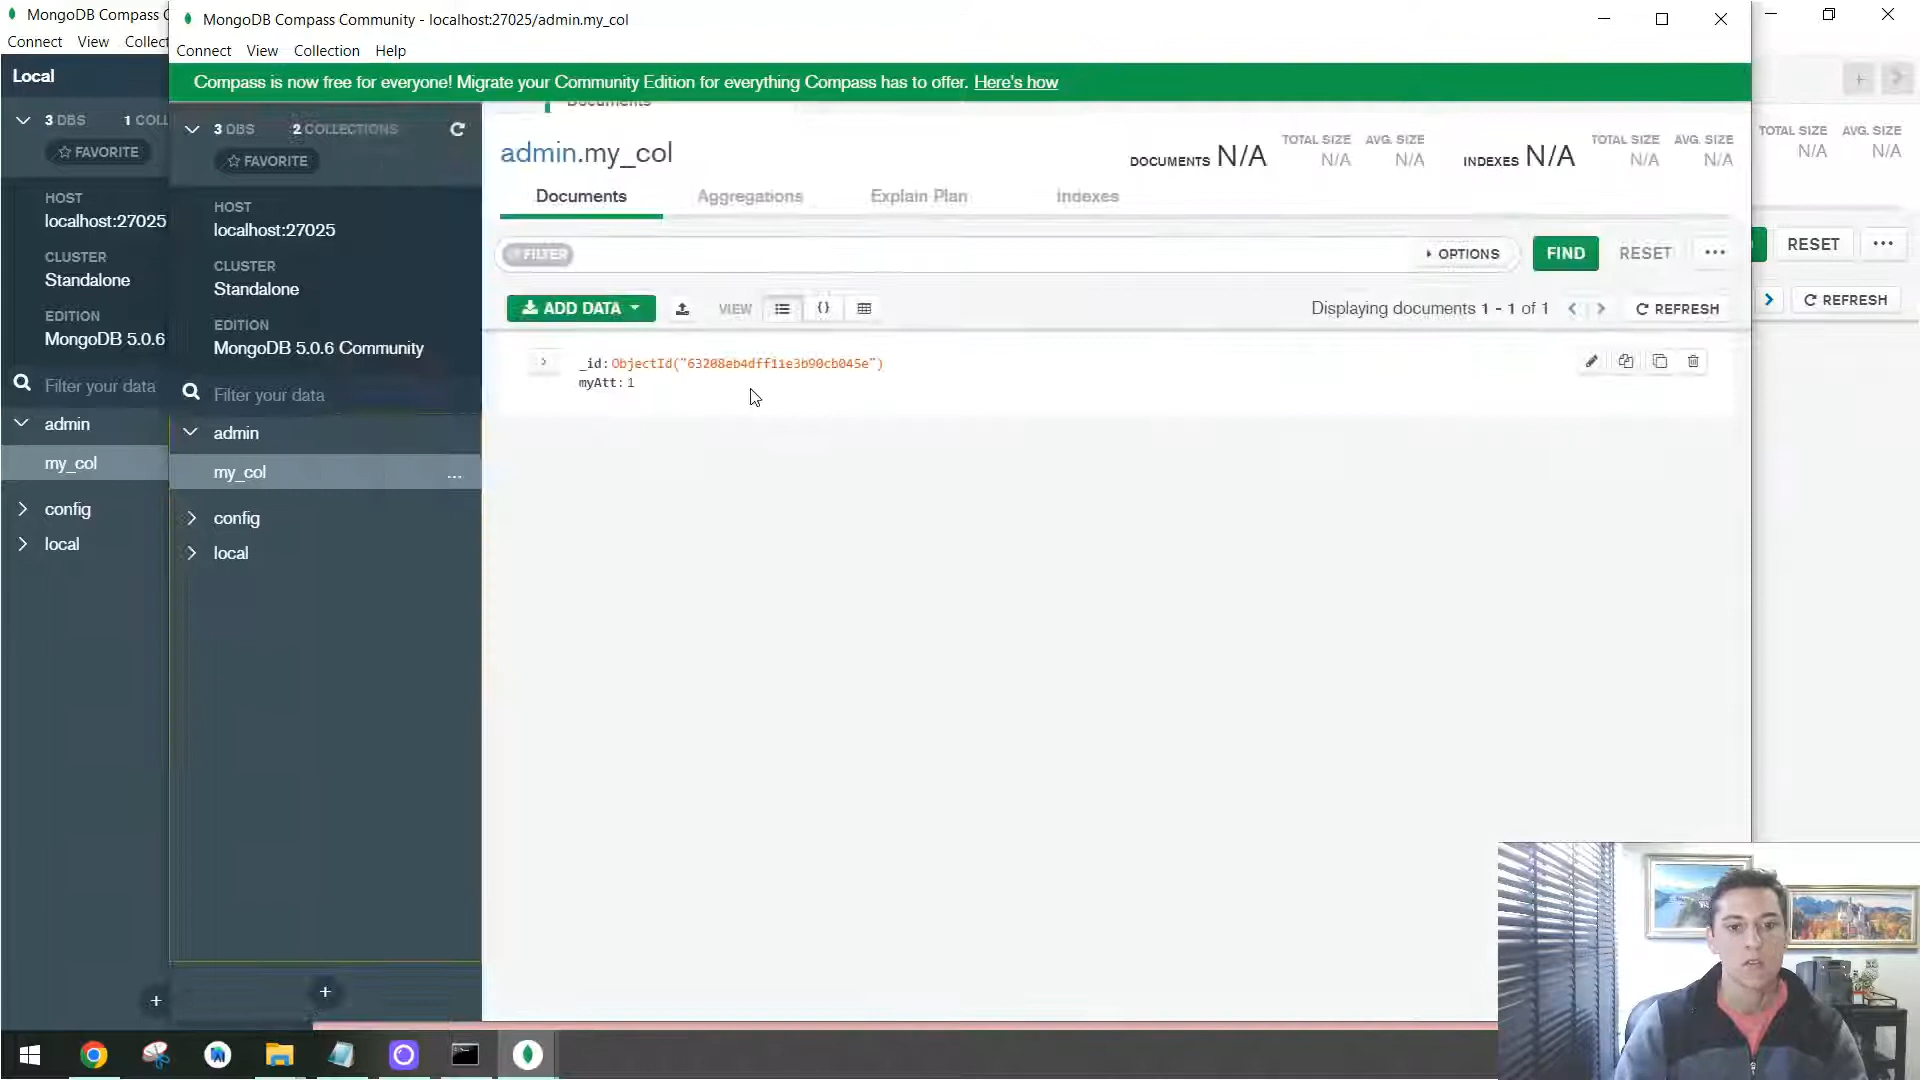 MongoDB Compass C
Connect View Collect
Local
3 DBS 1 COLL
FAVORITE
HOST
localhost:27025
CLUSTER
Standalone
EDITION
MongoDB 5.0.6
Filter your data
admin
my_col
config
local
MongoDB Compass Community - localhost:27025/admin.my_col
Connect View Collection Help
Compass is now free for everyone! Migrate your Community Edition for everything Compass has to offer. Here's how
3 DBS 2 COLLECTIONS
FAVORITE
HOST
localhost:27025
CLUSTER
Standalone
EDITION
MongoDB 5.0.6 Community
Filter your data
admin
my_col ...
config
local
Documents
admin.my_col
DOCUMENTS N/A TOTAL SIZE N/A AVG. SIZE N/A INDEXES N/A TOTAL SIZE N/A AVG. SIZE N/A
Documents Aggregations Explain Plan Indexes
FILTER OPTIONS FIND RESET ...
ADD DATA VIEW {} Displaying documents 1 - 1 of 1 REFRESH
_id: ObjectId("63208eb4dff11e3b90cb045e")
myAtt: 1
TOTAL SIZE N/A AVG. SIZE N/A
RESET ...
REFRESH